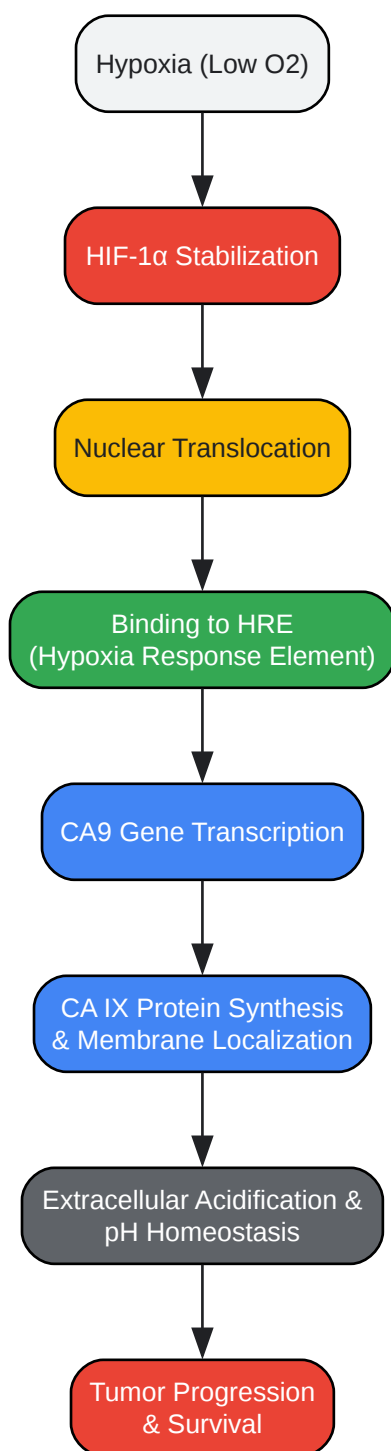 Hypoxia (Low O2)
HIF-1α Stabilization
Nuclear Translocation
Binding to HRE
(Hypoxia Response Element)
CA9 Gene Transcription
CA IX Protein Synthesis
& Membrane Localization
Extracellular Acidification &
pH Homeostasis
Tumor Progression
& Survival